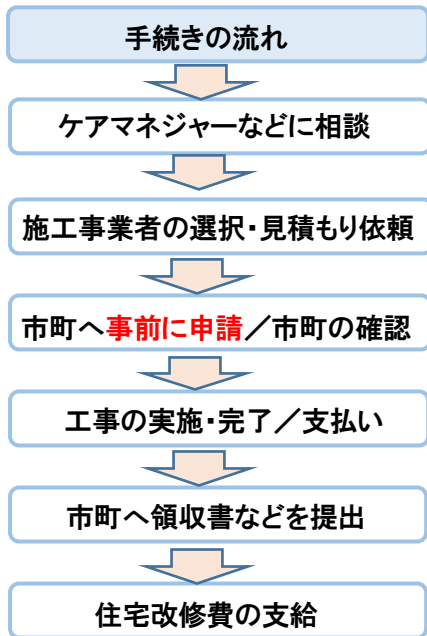 手続きの流れ
ケアマネジャーなどに相談
施工事業者の選択・見積もり依頼
市町へ事前に申請／市町の確認
工事の実施・完了／支払い
市町へ領収書などを提出
住宅改修費の支給